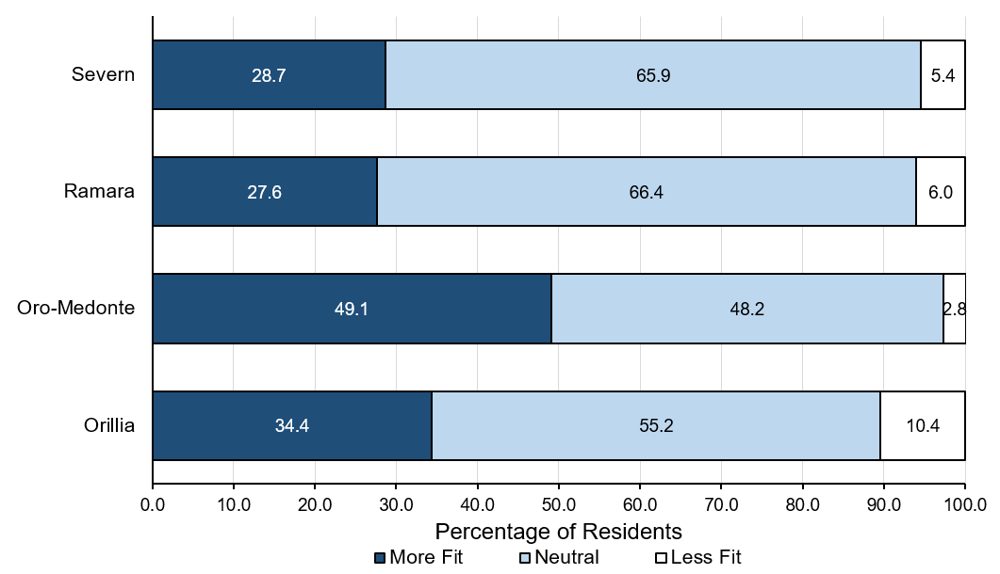 Severn 28.7 65.9 5.4
Ramara 27.6 66.4 6.0
Oro-Medonte 49.1 48.2 2.8
Orillia 34.4 55.2 10.4
0.0 10.0 20.0 30.0 40.0 50.0 60.0 70.0 80.0 90.0 100.0
Percentage of Residents
More Fit Neutral Less Fit